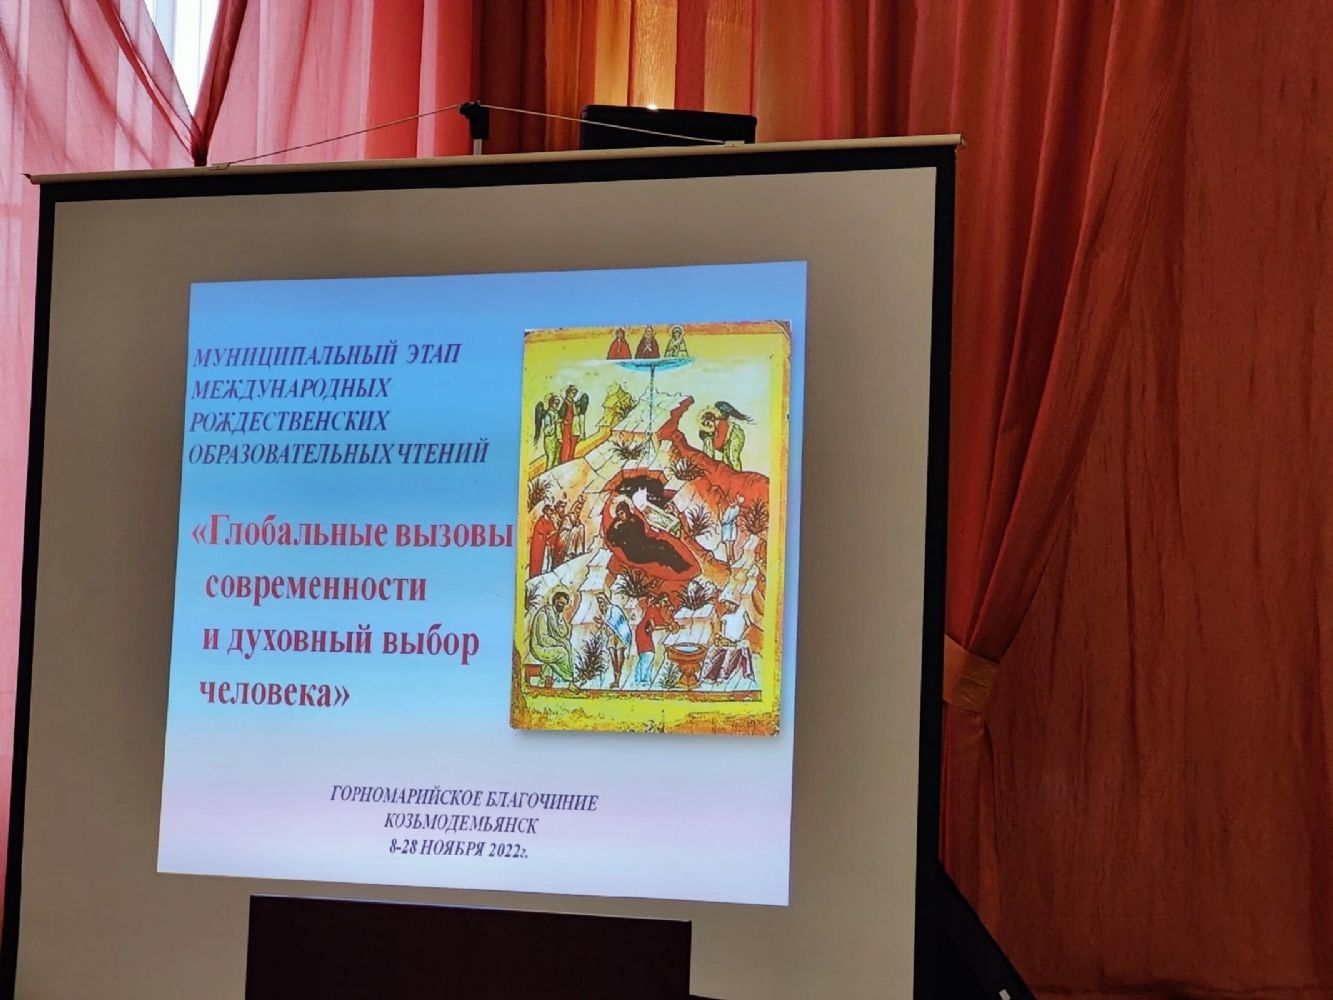 МУНИЦИПАЛЬНЫЙ ЭТАП
МЕЖДУНАРОДНЫХ
РОЖДЕСТВЕНСКИХ
ОБРАЗОВАТЕЛЬНЫХ ЧТЕНИЙ
«Глобальные вызовы
современности
и духовный выбор
человека»
ГОРНОМАРИЙСКОЕ БЛАГОЧИНИЕ
КОЗЬМОДЕМЬЯНСК
8-28 НОЯБРЯ 2022г.